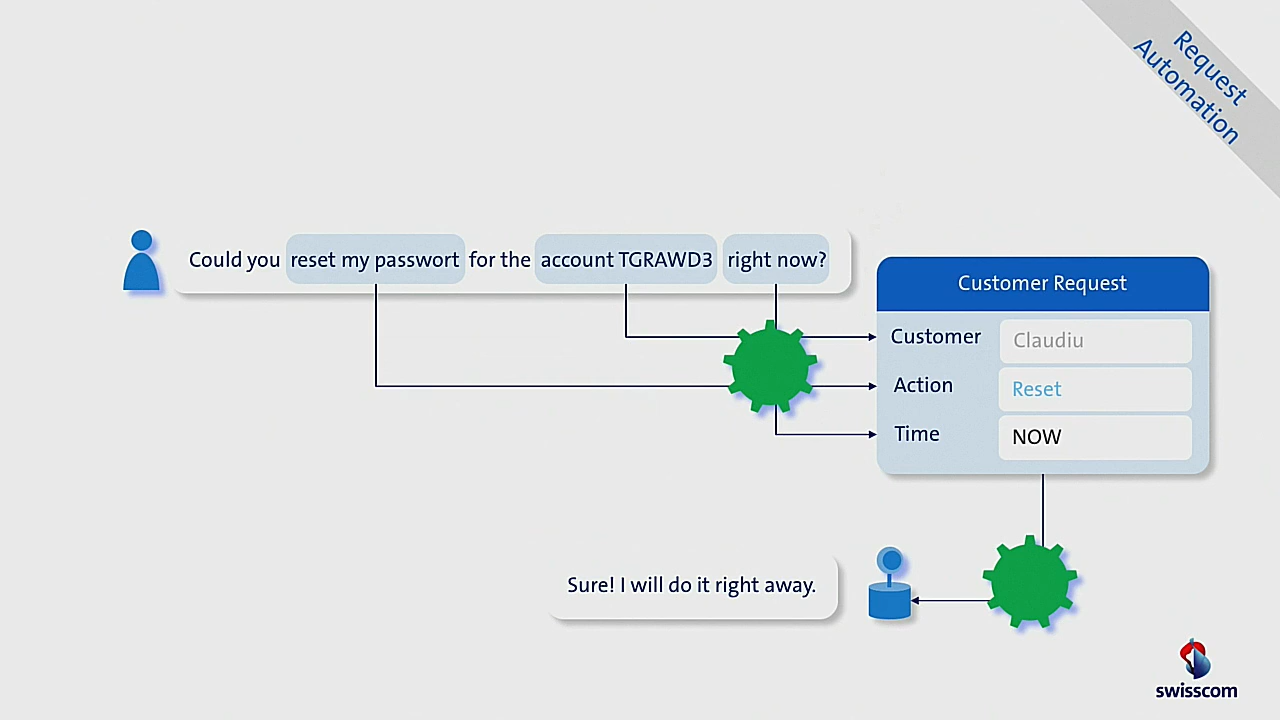 Request
Automation
Could you reset my passwort for the account TGRAWD3 right now?
Customer Request
Customer Claudiu
Action Reset
Time NOW
Sure! I will do it right away.
swisscom